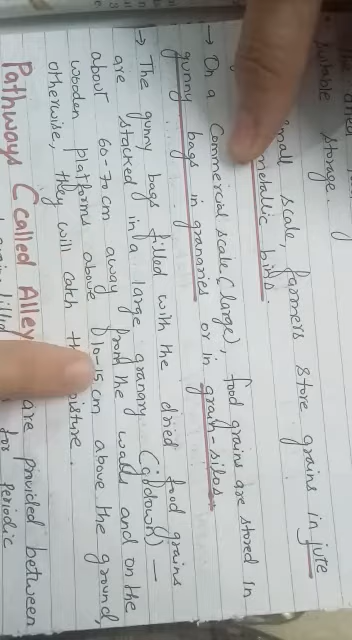 the dried
suitable storage.
small scale, farmers store grains in jute
metallic bins.
→ On a Commercial scale (large), food grains are stored in
gunny bags in granaries or in grain-silos.
→ The gunny bags filled with the dried food grains
are stacked in a large granary (godown) —
about 60-70 cm away from the walls and on the
wooden platforms above 10-15 cm above the ground,
otherwise, they will catch the moisture.
Pathways (called Alley are provided between
filled for periodic